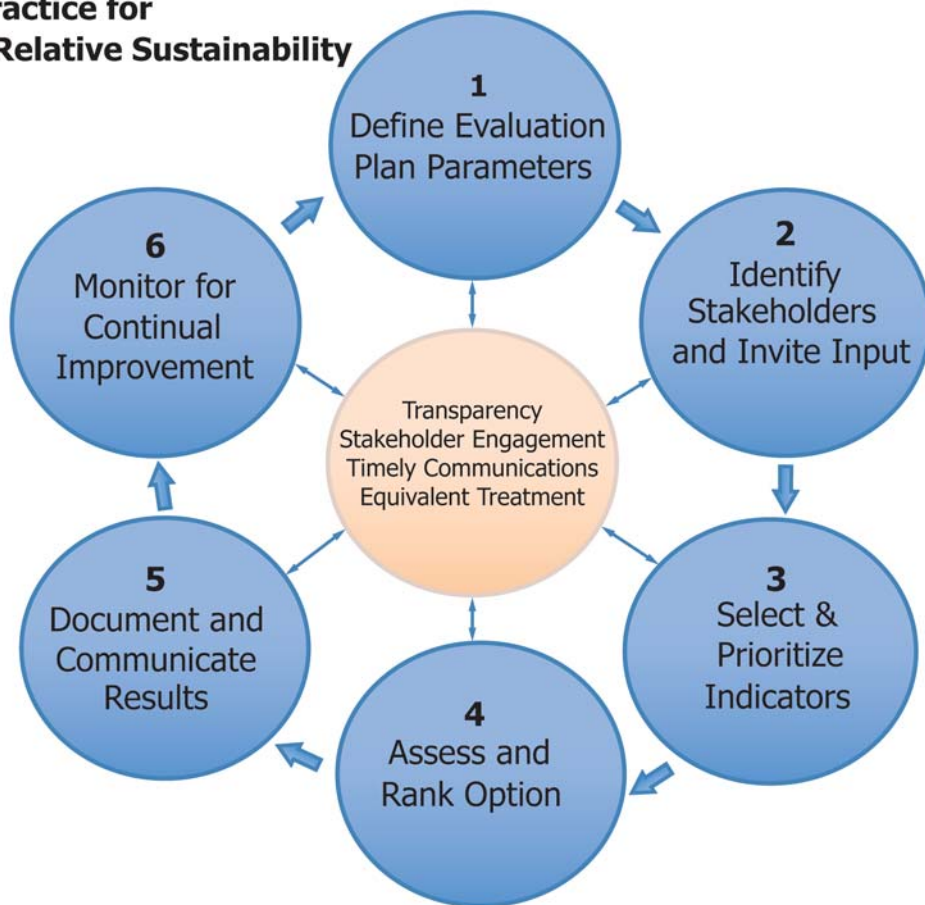 ractice for
Relative Sustainability
1
Define Evaluation
Plan Parameters
2
Identify
Stakeholders
and Invite Input
3
Select &
Prioritize
Indicators
4
Assess and
Rank Option
5
Document and
Communicate
Results
6
Monitor for
Continual
Improvement
Transparency
Stakeholder Engagement
Timely Communications
Equivalent Treatment